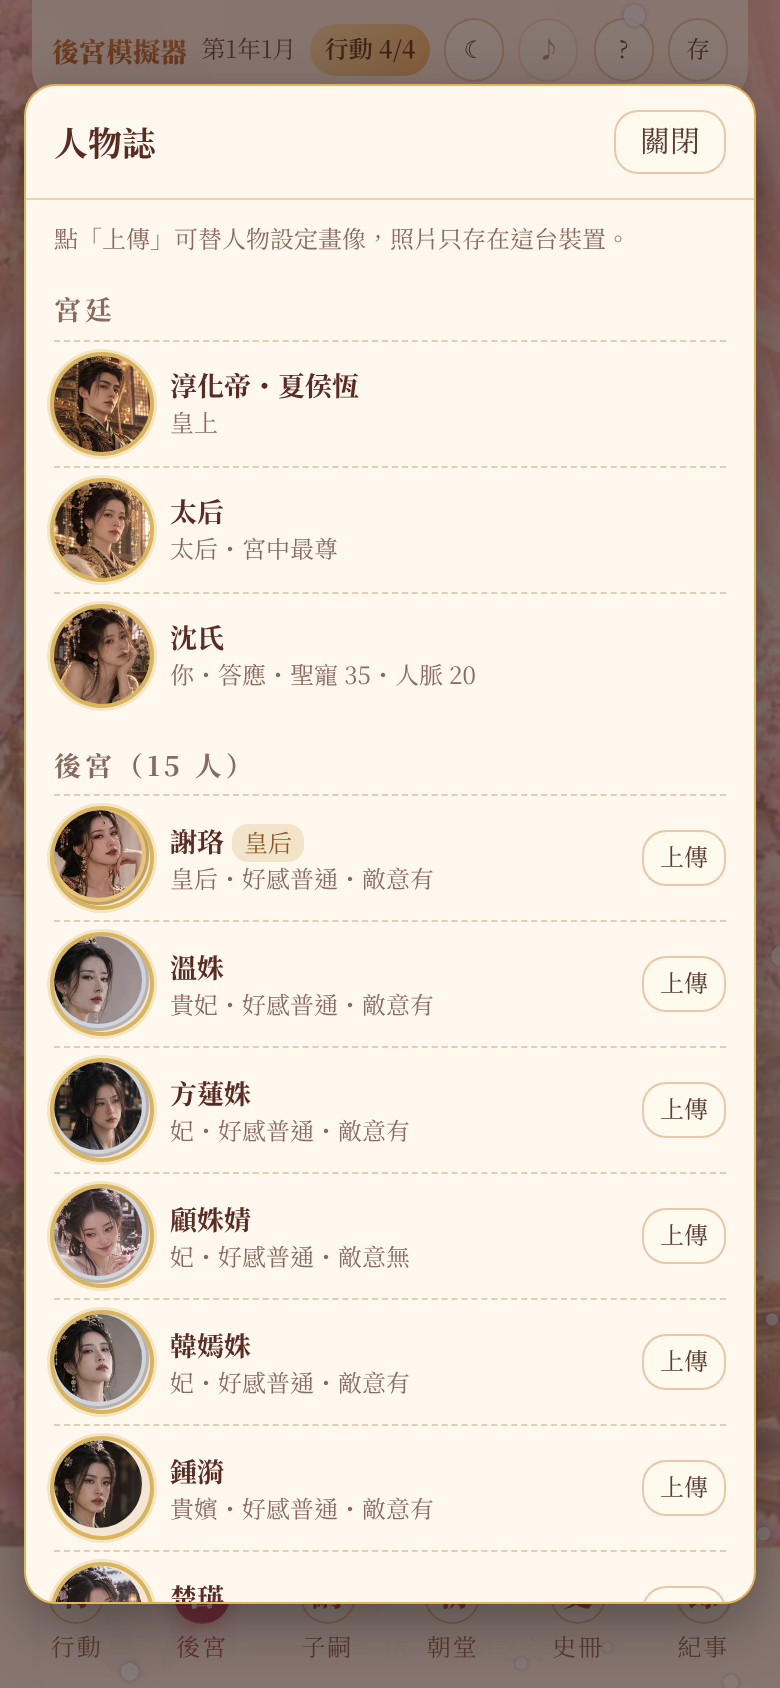 後宮模擬器 第1年1月 行動 4/4 ☾ ♪ ? 存
人物誌 關閉
點「上傳」可替人物設定畫像，照片只存在這台裝置。
宮廷
淳化帝・夏侯恆
皇上
太后
太后・宮中最尊
沈氏
你・答應・聖寵 35・人脈 20
後宮（15 人）
謝珞 皇后
皇后・好感普通・敵意有
上傳
溫姝
貴妃・好感普通・敵意有
上傳
方蓮姝
妃・好感普通・敵意有
上傳
顧姝婧
妃・好感普通・敵意無
上傳
韓嫣姝
妃・好感普通・敵意有
上傳
鍾漪
貴嬪・好感普通・敵意有
上傳
楚瑛
行動 後宮 子嗣 朝堂 史冊 紀事